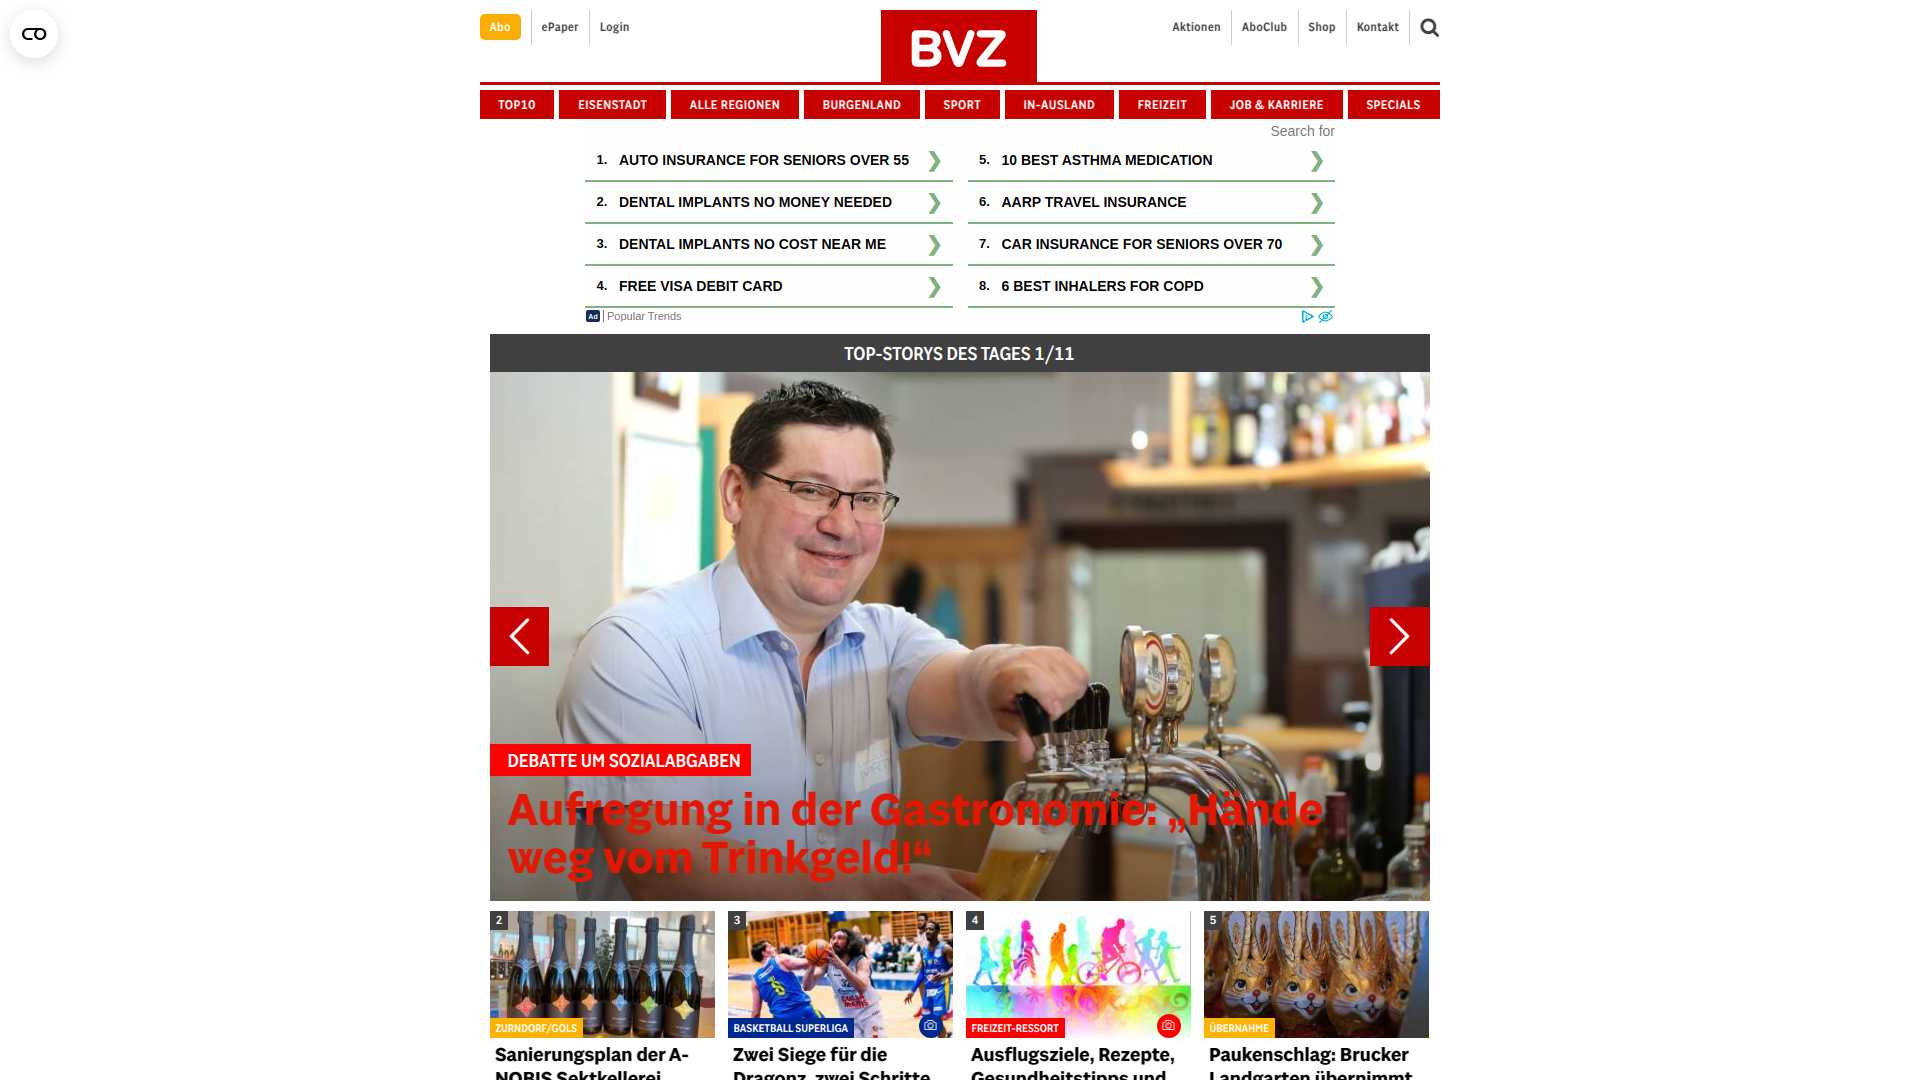 Abo
ePaper
Login
BVZ
Aktionen
AboClub
Shop
Kontakt
TOP10
EISENSTADT
ALLE REGIONEN
BURGENLAND
SPORT
IN-AUSLAND
FREIZEIT
JOB & KARRIERE
SPECIALS
Search for
1. AUTO INSURANCE FOR SENIORS OVER 55
2. DENTAL IMPLANTS NO MONEY NEEDED
3. DENTAL IMPLANTS NO COST NEAR ME
4. FREE VISA DEBIT CARD
5. 10 BEST ASTHMA MEDICATION
6. AARP TRAVEL INSURANCE
7. CAR INSURANCE FOR SENIORS OVER 70
8. 6 BEST INHALERS FOR COPD
Ad | Popular Trends
TOP-STORYS DES TAGES 1/11
DEBATTE UM SOZIALABGABEN
Aufregung in der Gastronomie: „Hände
weg vom Trinkgeld!“
2
ZURNDORF/GOLS
Sanierungsplan der A-
NOBIS Sektkellerei
3
BASKETBALL SUPERLIGA
Zwei Siege für die
Dragonz, zwei Schritte
4
FREIZEIT-RESSORT
Ausflugsziele, Rezepte,
Gesundheitstipps und
5
ÜBERNAHME
Paukenschlag: Brucker
Landgarten übernimmt